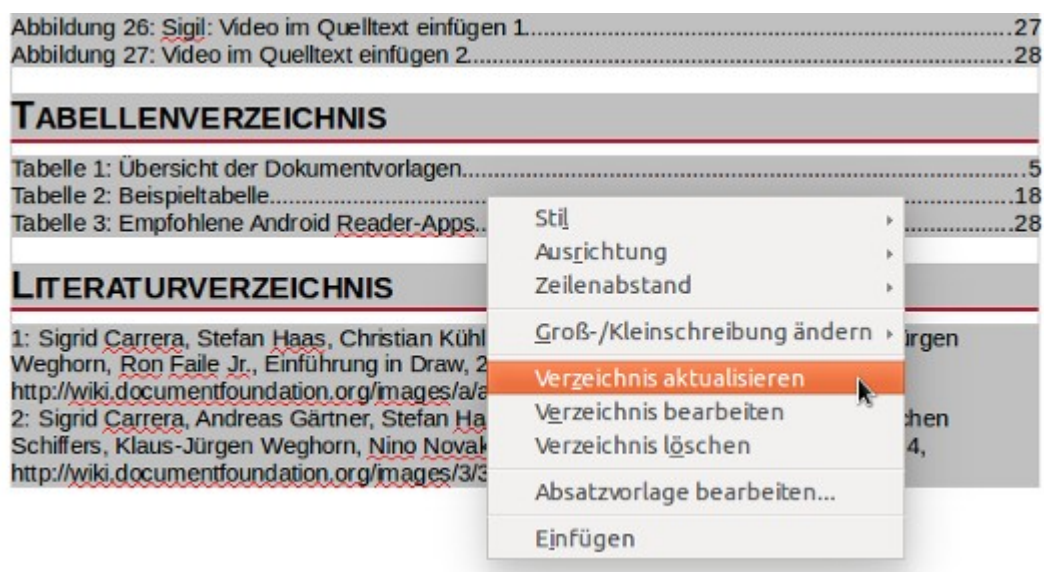 Abbildung 26: Sigil: Video im Quelltext einfügen 1....................27
Abbildung 27: Video im Quelltext einfügen 2....................28
TABELLENVERZEICHNIS
Tabelle 1: Übersicht der Dokumentvorlagen....................5
Tabelle 2: Beispieltabelle....................18
Tabelle 3: Empfohlene Android Reader-Apps....................28
LITERATURVERZEICHNIS
1: Sigrid Carrera, Stefan Haas, Christian Kühl
Weghorn, Ron Faile Jr., Einführung in Draw, 2
http://wiki.documentfoundation.org/images/a/a
2: Sigrid Carrera, Andreas Gärtner, Stefan Ha
Schiffers, Klaus-Jürgen Weghorn, Nino Novak 4,
http://wiki.documentfoundation.org/images/3/3
Stil
Ausrichtung
Zeilenabstand
Groß-/Kleinschreibung ändern
Verzeichnis aktualisieren
Verzeichnis bearbeiten
Verzeichnis löschen
Absatzvorlage bearbeiten...
Einfügen